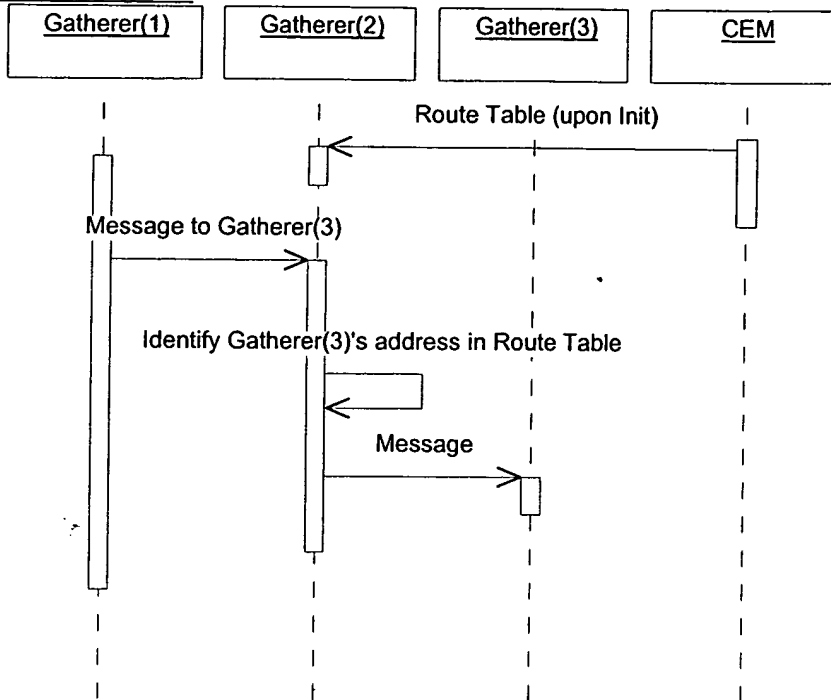 Gatherer(1)
Gatherer(2)
Gatherer(3)
CEM
Route Table (upon Init)
Message to Gatherer(3)
Identify Gatherer(3)'s address in Route Table
Message